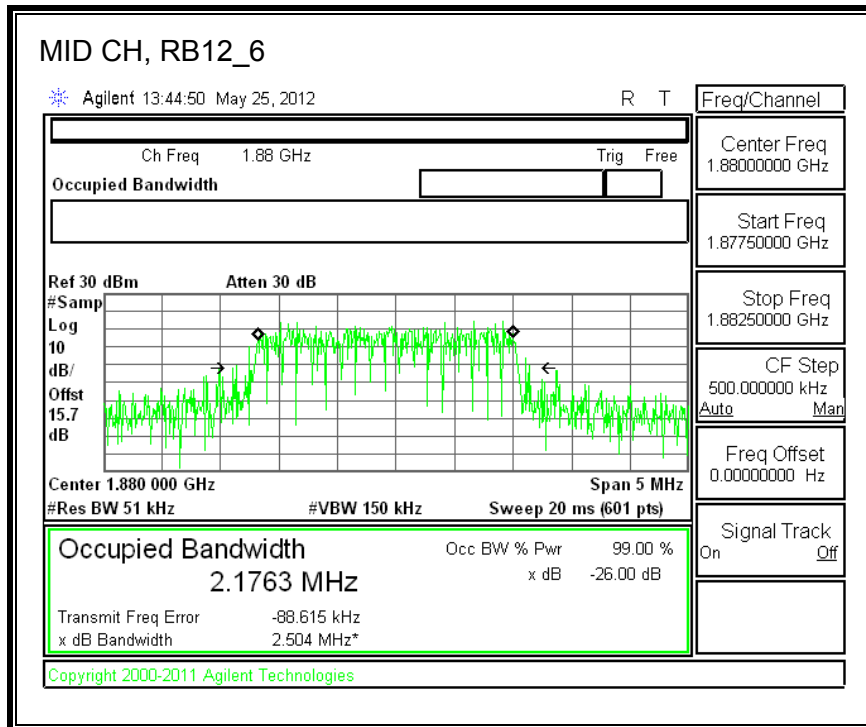 MID CH, RB12_6
Agilent 13:44:50 May 25, 2012 R T
Freq/Channel
Ch Freq 1.88 GHz Trig Free
Occupied Bandwidth
Center Freq
1.88000000 GHz
Start Freq
1.87750000 GHz
Stop Freq
1.88250000 GHz
CF Step
500.000000 kHz
Auto Man
Freq Offset
0.00000000 Hz
Signal Track
On Off
Ref 30 dBm Atten 30 dB
#Samp
Log
10
dB/
Offst
15.7
dB
Center 1.880 000 GHz Span 5 MHz
#Res BW 51 kHz #VBW 150 kHz Sweep 20 ms (601 pts)
Occupied Bandwidth Occ BW % Pwr 99.00 %
2.1763 MHz x dB -26.00 dB
Transmit Freq Error -88.615 kHz
x dB Bandwidth 2.504 MHz*
Copyright 2000-2011 Agilent Technologies